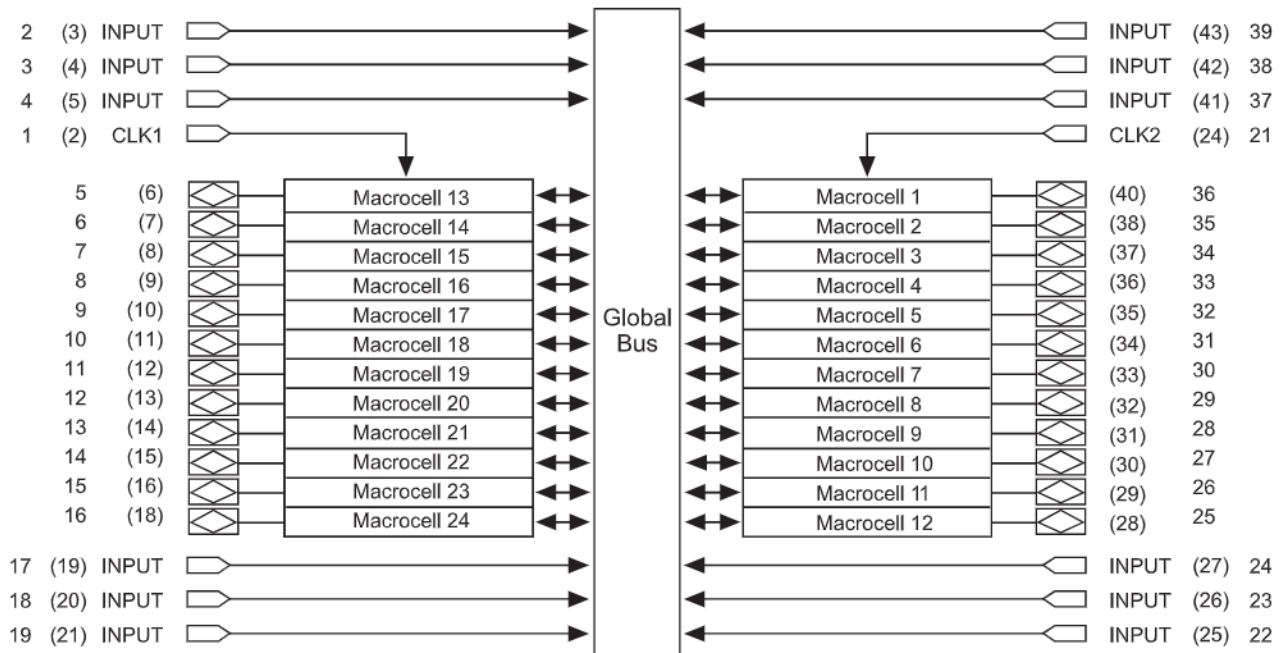 2 (3) INPUT INPUT (43) 39
3 (4) INPUT INPUT (42) 38
4 (5) INPUT INPUT (41) 37
1 (2) CLK1 CLK2 (24) 21
5 (6) Macrocell 13 Macrocell 1 (40) 36
6 (7) Macrocell 14 Macrocell 2 (38) 35
7 (8) Macrocell 15 Macrocell 3 (37) 34
8 (9) Macrocell 16 Macrocell 4 (36) 33
9 (10) Macrocell 17 Global Macrocell 5 (35) 32
10 (11) Macrocell 18 Bus Macrocell 6 (34) 31
11 (12) Macrocell 19 Macrocell 7 (33) 30
12 (13) Macrocell 20 Macrocell 8 (32) 29
13 (14) Macrocell 21 Macrocell 9 (31) 28
14 (15) Macrocell 22 Macrocell 10 (30) 27
15 (16) Macrocell 23 Macrocell 11 (29) 26
16 (18) Macrocell 24 Macrocell 12 (28) 25
17 (19) INPUT INPUT (27) 24
18 (20) INPUT INPUT (26) 23
19 (21) INPUT INPUT (25) 22